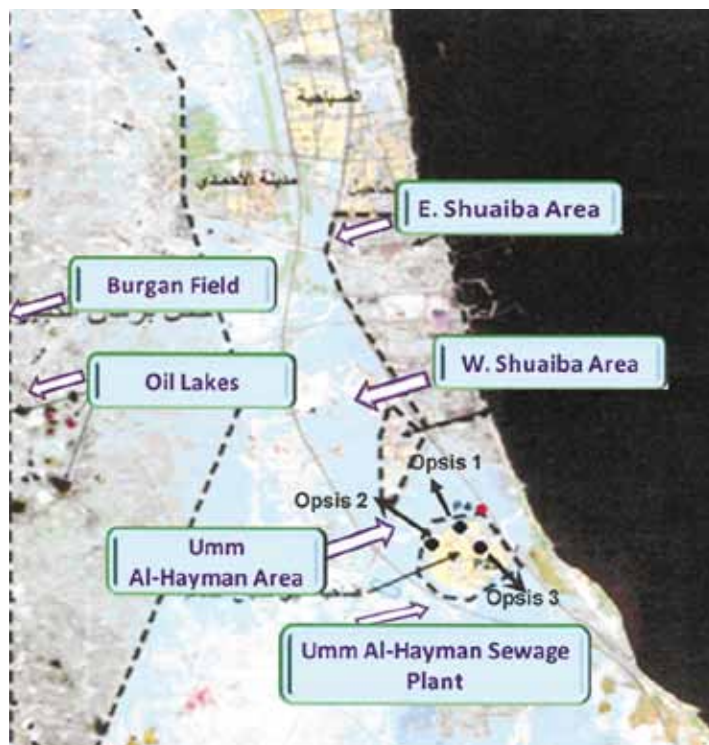 الصباحية
مدينة الأحمدي
E. Shuaiba Area
Burgan Field
W. Shuaiba Area
Oil Lakes
Opsis 1
Opsis 2
Umm
Al-Hayman Area
Opsis 3
Umm Al-Hayman Sewage
Plant